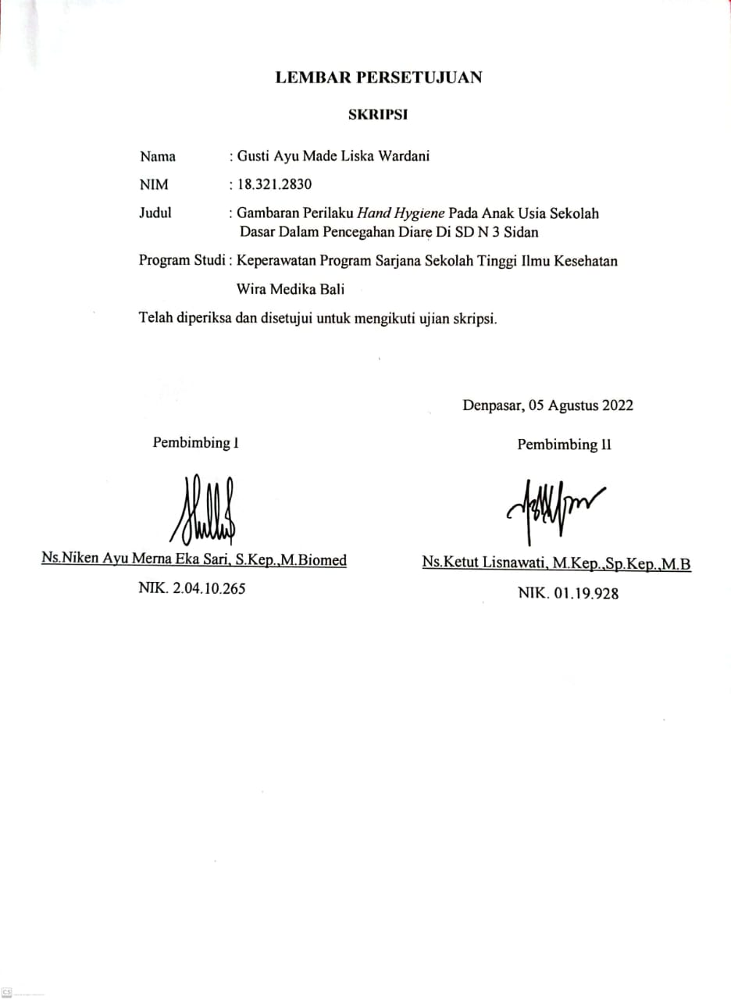 LEMBAR PERSETUJUAN
SKRIPSI
Nama : Gusti Ayu Made Liska Wardani
NIM : 18.321.2830
Judul : Gambaran Perilaku Hand Hygiene Pada Anak Usia Sekolah
Dasar Dalam Pencegahan Diare Di SD N 3 Sidan
Program Studi : Keperawatan Program Sarjana Sekolah Tinggi Ilmu Kesehatan
Wira Medika Bali
Telah diperiksa dan disetujui untuk mengikuti ujian skripsi.
Denpasar, 05 Agustus 2022
Pembimbing I
Pembimbing II
Ns.Niken Ayu Merna Eka Sari, S.Kep.,M.Biomed
Ns.Ketut Lisnawati, M.Kep.,Sp.Kep.,M.B
NIK. 2.04.10.265
NIK. 01.19.928
CS